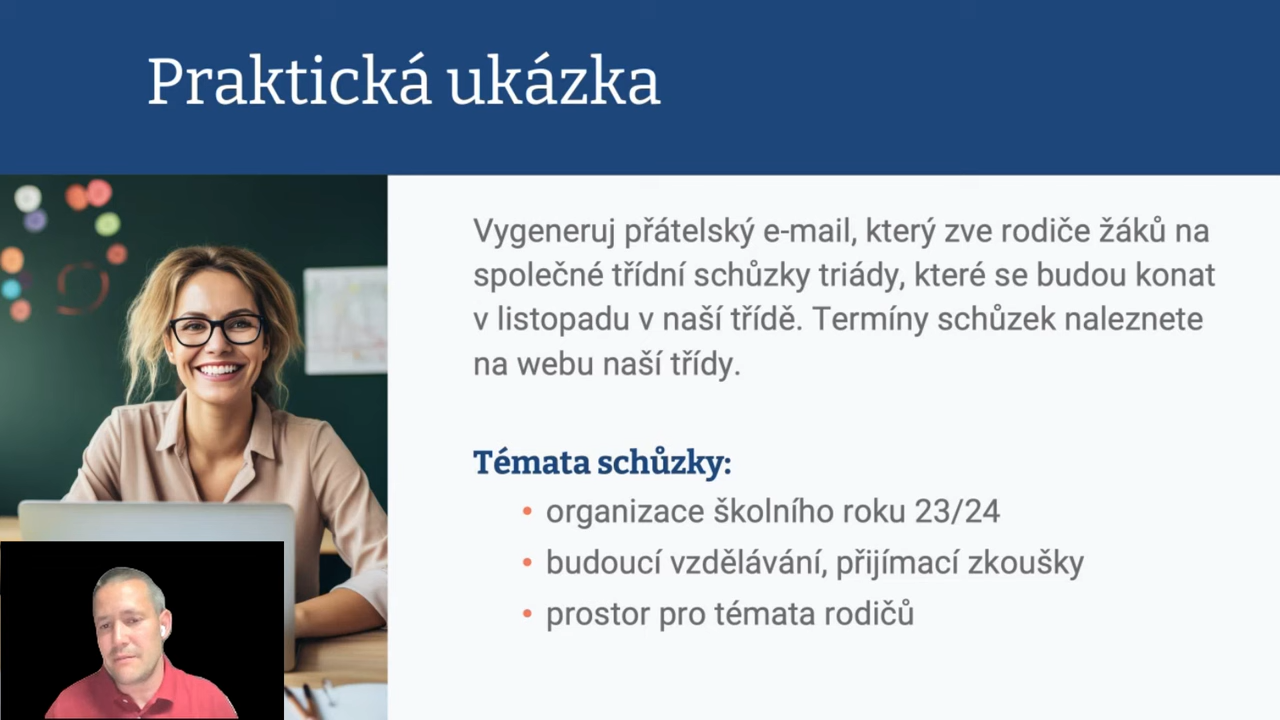 Praktická ukázka
Vygeneruj přátelský e-mail, který zve rodiče žáků na
společné třídní schůzky triády, které se budou konat
v listopadu v naší třídě. Termíny schůzek naleznete
na webu naší třídy.
Témata schůzky:
• organizace školního roku 23/24
• budoucí vzdělávání, přijímací zkoušky
• prostor pro témata rodičů